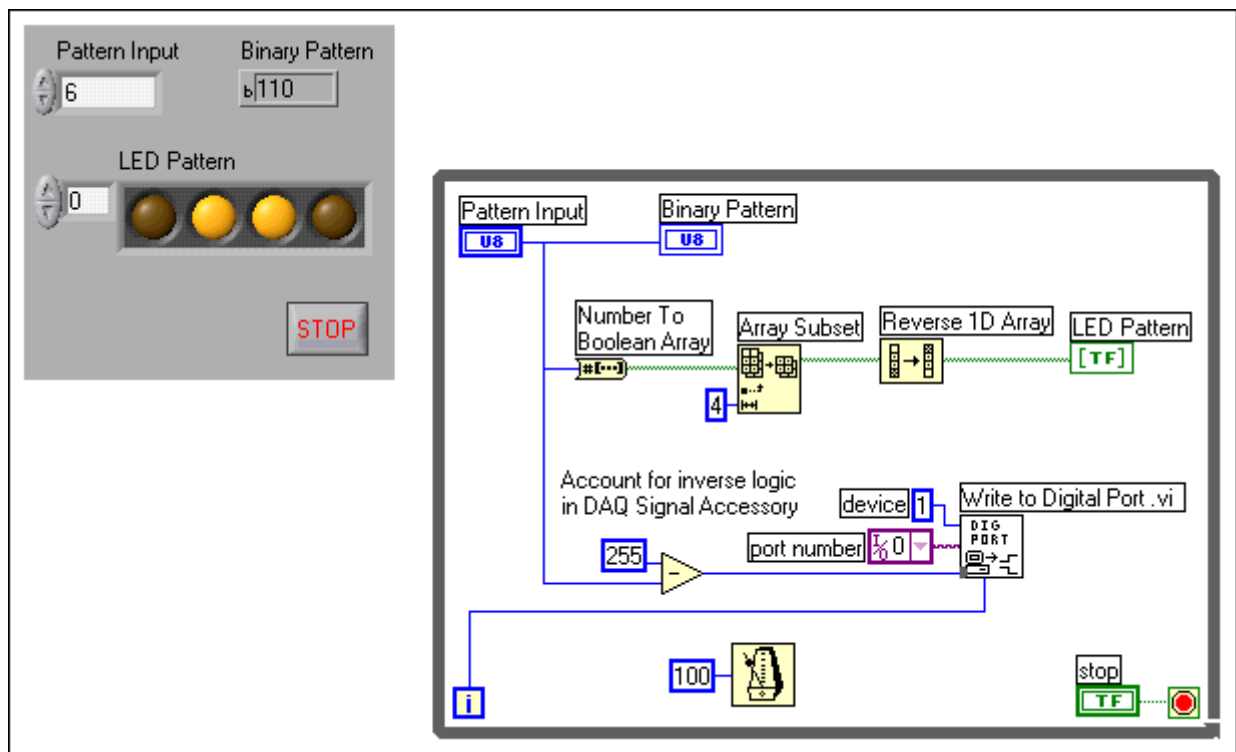 Pattern Input
Binary Pattern
6
b 110
LED Pattern
0
STOP
Pattern Input
Binary Pattern
U8
U8
Number To
Boolean Array
Array Subset
Reverse 1D Array
LED Pattern
#[···]
[TF]
4
Account for inverse logic
in DAQ Signal Accessory
device 1
Write to Digital Port .vi
DIG
PORT
port number I/O 0
255
-
100
stop
TF
i